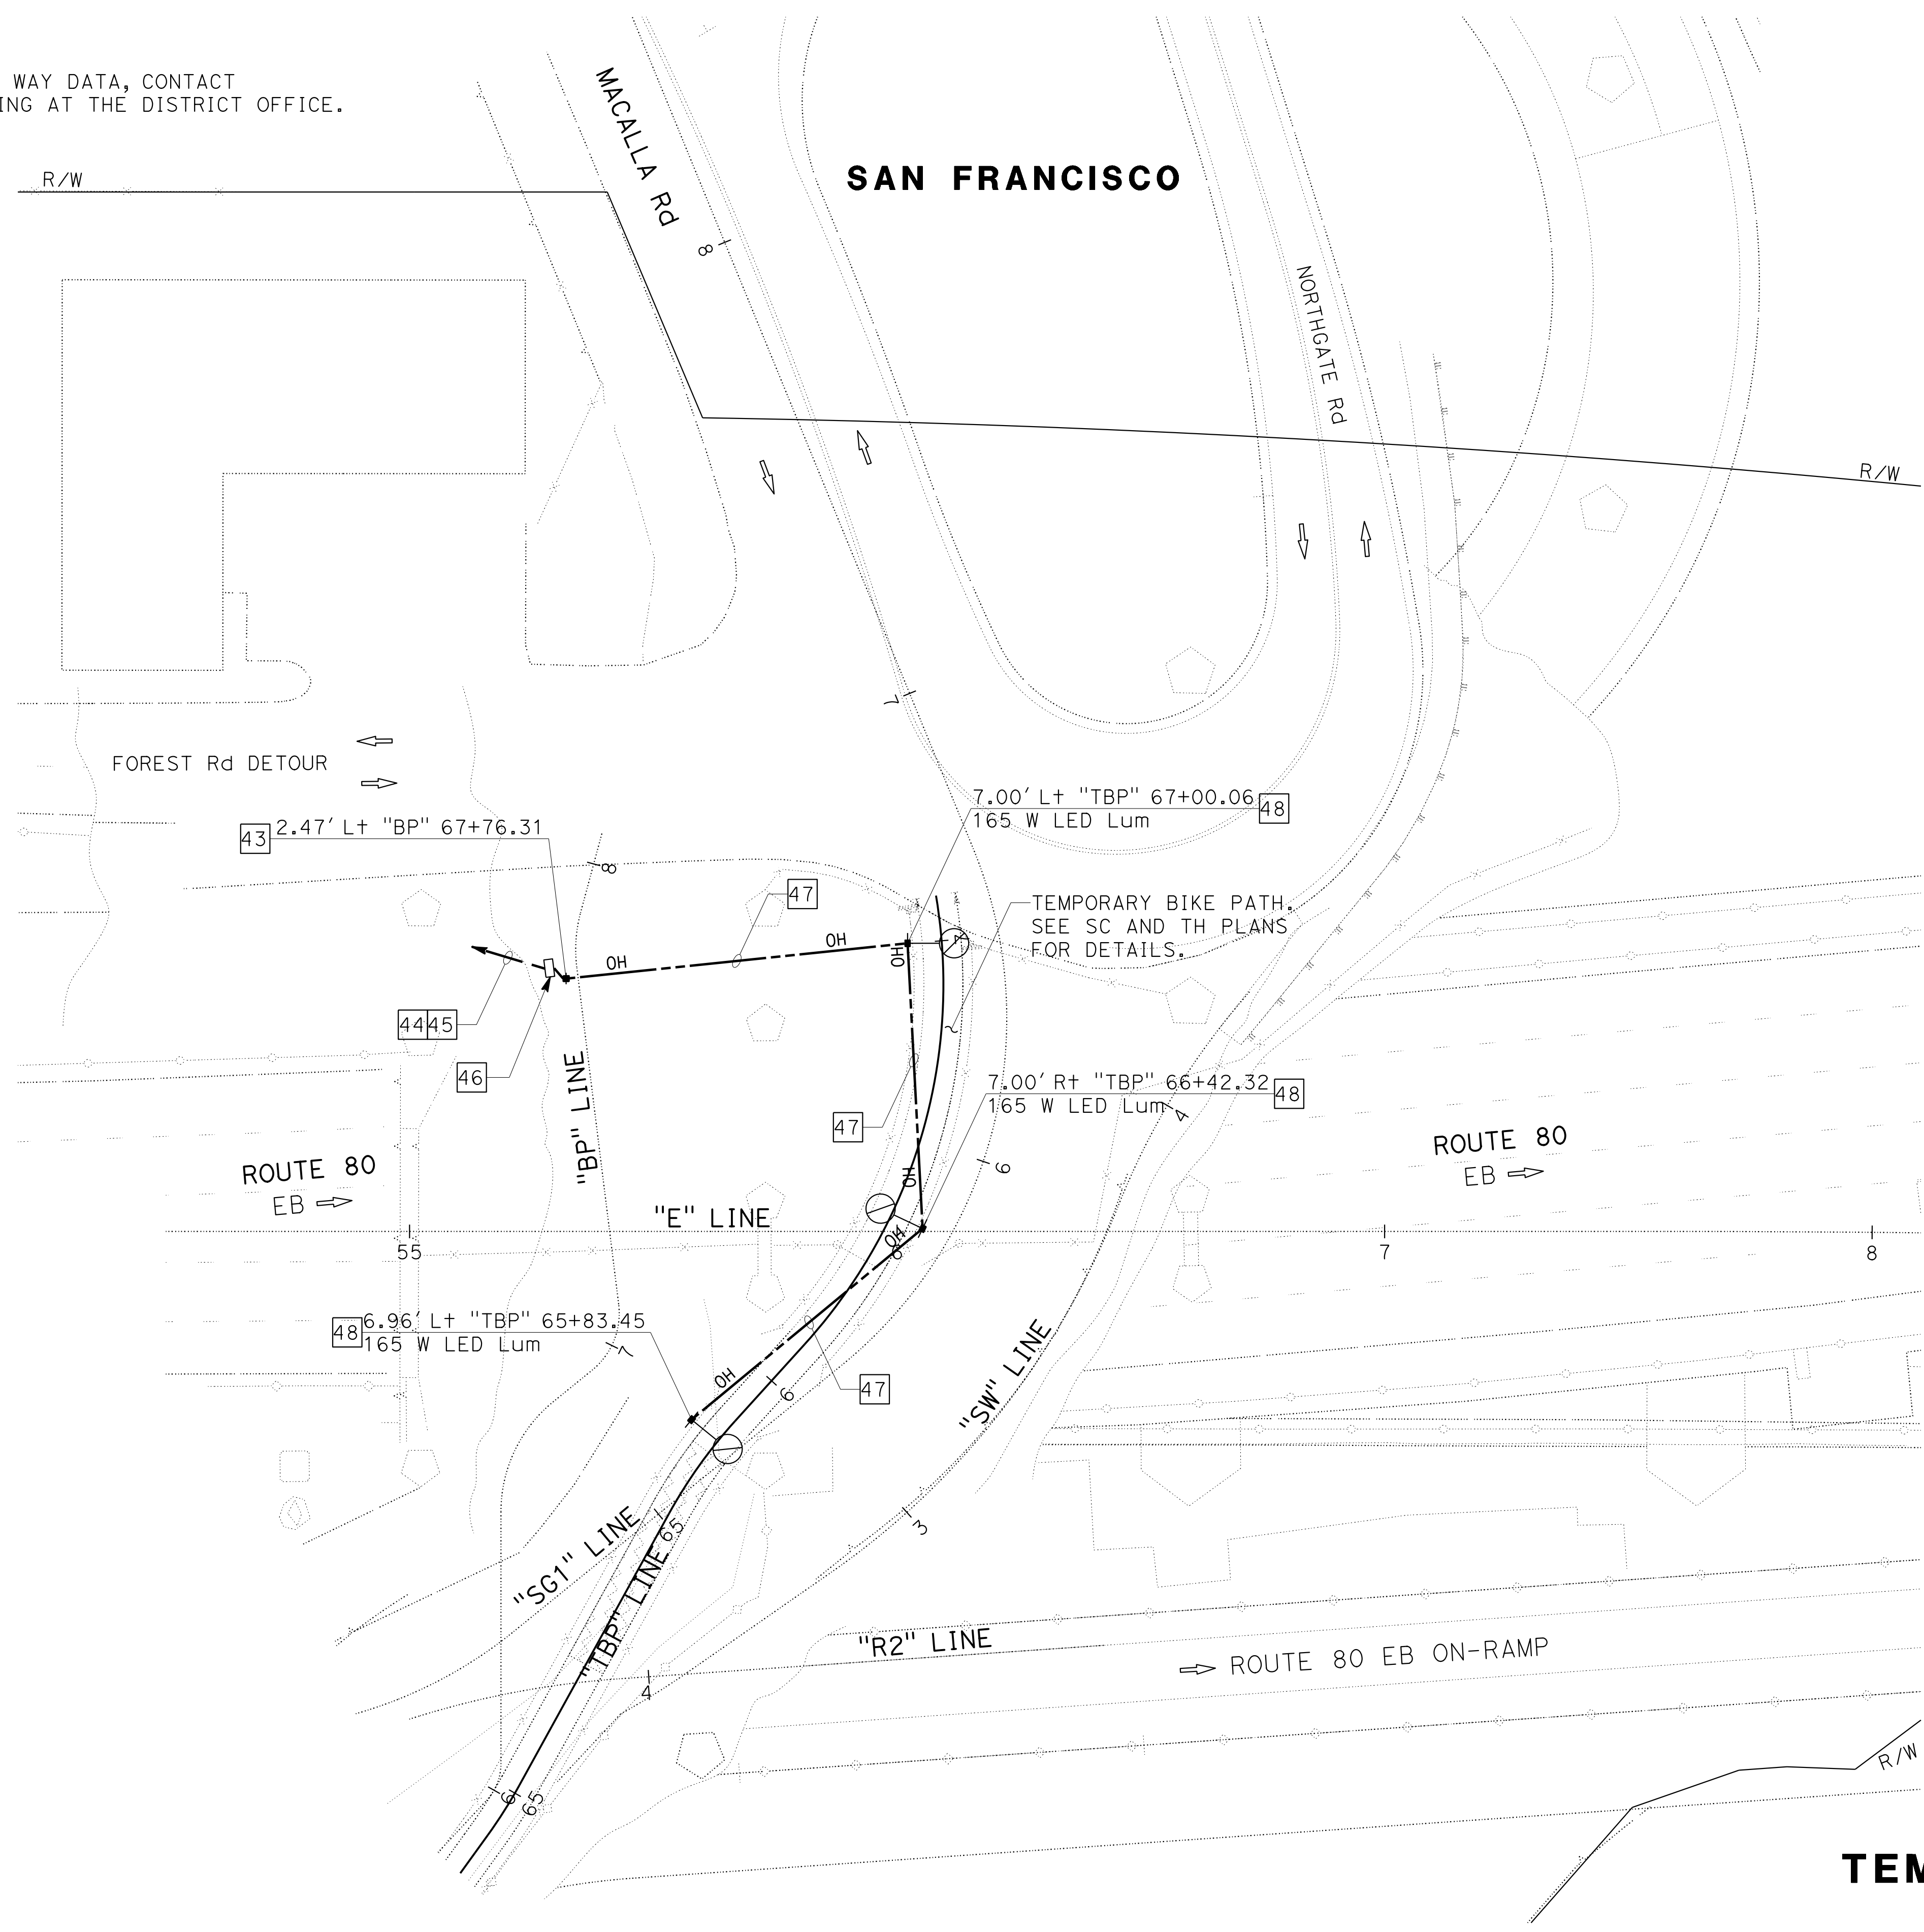 WAY DATA, CONTACT
ING AT THE DISTRICT OFFICE.
R/W
MACALLA Rd
SAN FRANCISCO
8
NORTHGATE Rd
R/W
7
FOREST Rd DETOUR
7.00' Lt "TBP" 67+00.06 48
165 W LED Lum
43 2.47' Lt "BP" 67+76.31
8
47
TEMPORARY BIKE PATH.
SEE SC AND TH PLANS
FOR DETAILS.
OH
OH
OH
7
44 45
46
"BP" LINE
7.00' Rt "TBP" 66+42.32 48
165 W LED Lum
4
47
ROUTE 80
EB
ROUTE 80
EB
6
OH
"E" LINE
OH
55
6
7
8
48 6.96' Lt "TBP" 65+83.45
165 W LED Lum
7
"SW" LINE
OH
6
47
"SG1" LINE
65
3
"TBP" LINE
"R2" LINE
ROUTE 80 EB ON-RAMP
4
R/W
6
65
TEM